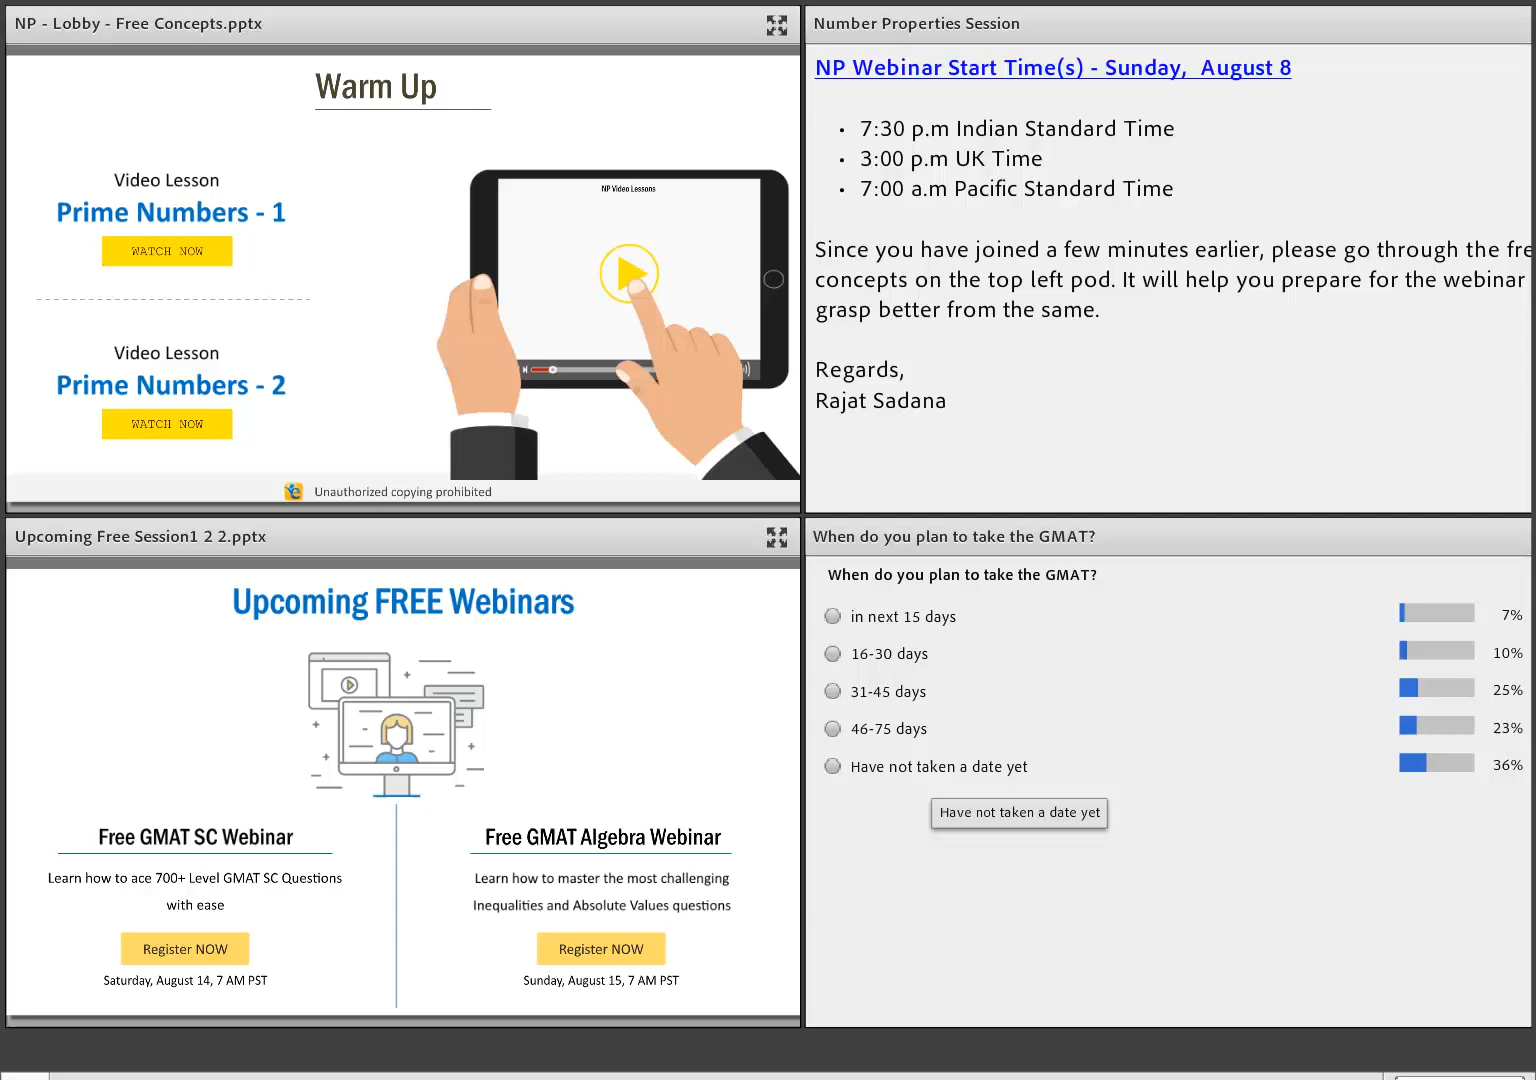 NP - Lobby - Free Concepts.pptx
Warm Up
Video Lesson
Prime Numbers - 1
WATCH NOW
Video Lesson
Prime Numbers - 2
WATCH NOW
NP Video Lessons
Unauthorized copying prohibited
Number Properties Session
NP Webinar Start Time(s) - Sunday, August 8
• 7:30 p.m Indian Standard Time
• 3:00 p.m UK Time
• 7:00 a.m Pacific Standard Time
Since you have joined a few minutes earlier, please go through the fre
concepts on the top left pod. It will help you prepare for the webinar
grasp better from the same.
Regards,
Rajat Sadana
Upcoming Free Session1 2 2.pptx
Upcoming FREE Webinars
Free GMAT SC Webinar
Learn how to ace 700+ Level GMAT SC Questions
with ease
Register NOW
Saturday, August 14, 7 AM PST
Free GMAT Algebra Webinar
Learn how to master the most challenging
Inequalities and Absolute Values questions
Register NOW
Sunday, August 15, 7 AM PST
When do you plan to take the GMAT?
When do you plan to take the GMAT?
in next 15 days 7%
16-30 days 10%
31-45 days 25%
46-75 days 23%
Have not taken a date yet 36%
Have not taken a date yet